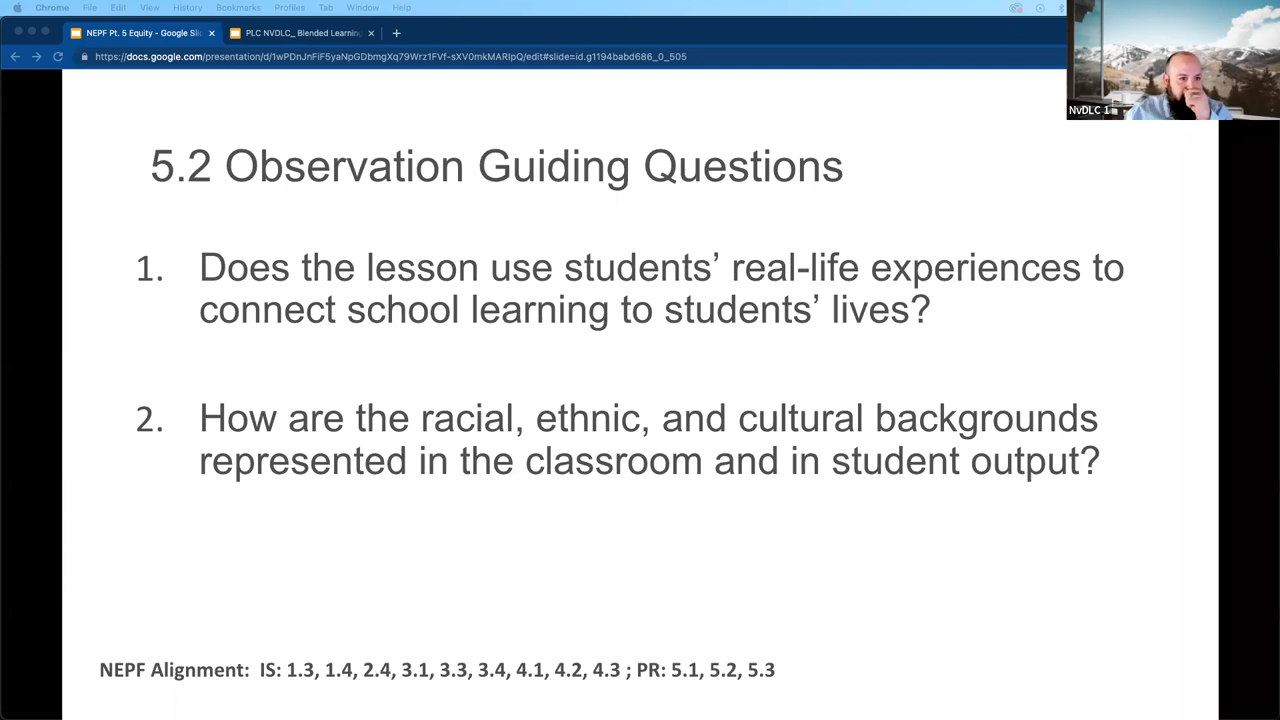 Chrome File Edit View History Bookmarks Profiles Tab Window Help
NEPF Pt. 5 Equity - Google Sli × PLC NVDLC_ Blended Learning × +
https://docs.google.com/presentation/d/1wPDnJnFiF5yaNpGDbmgXq79Wrz1FVf-sXV0mkMARIpQ/edit#slide=id.g1194babd686_0_505
NvDLC 1
5.2 Observation Guiding Questions
1. Does the lesson use students’ real-life experiences to
connect school learning to students’ lives?
2. How are the racial, ethnic, and cultural backgrounds
represented in the classroom and in student output?
NEPF Alignment: IS: 1.3, 1.4, 2.4, 3.1, 3.3, 3.4, 4.1, 4.2, 4.3 ; PR: 5.1, 5.2, 5.3